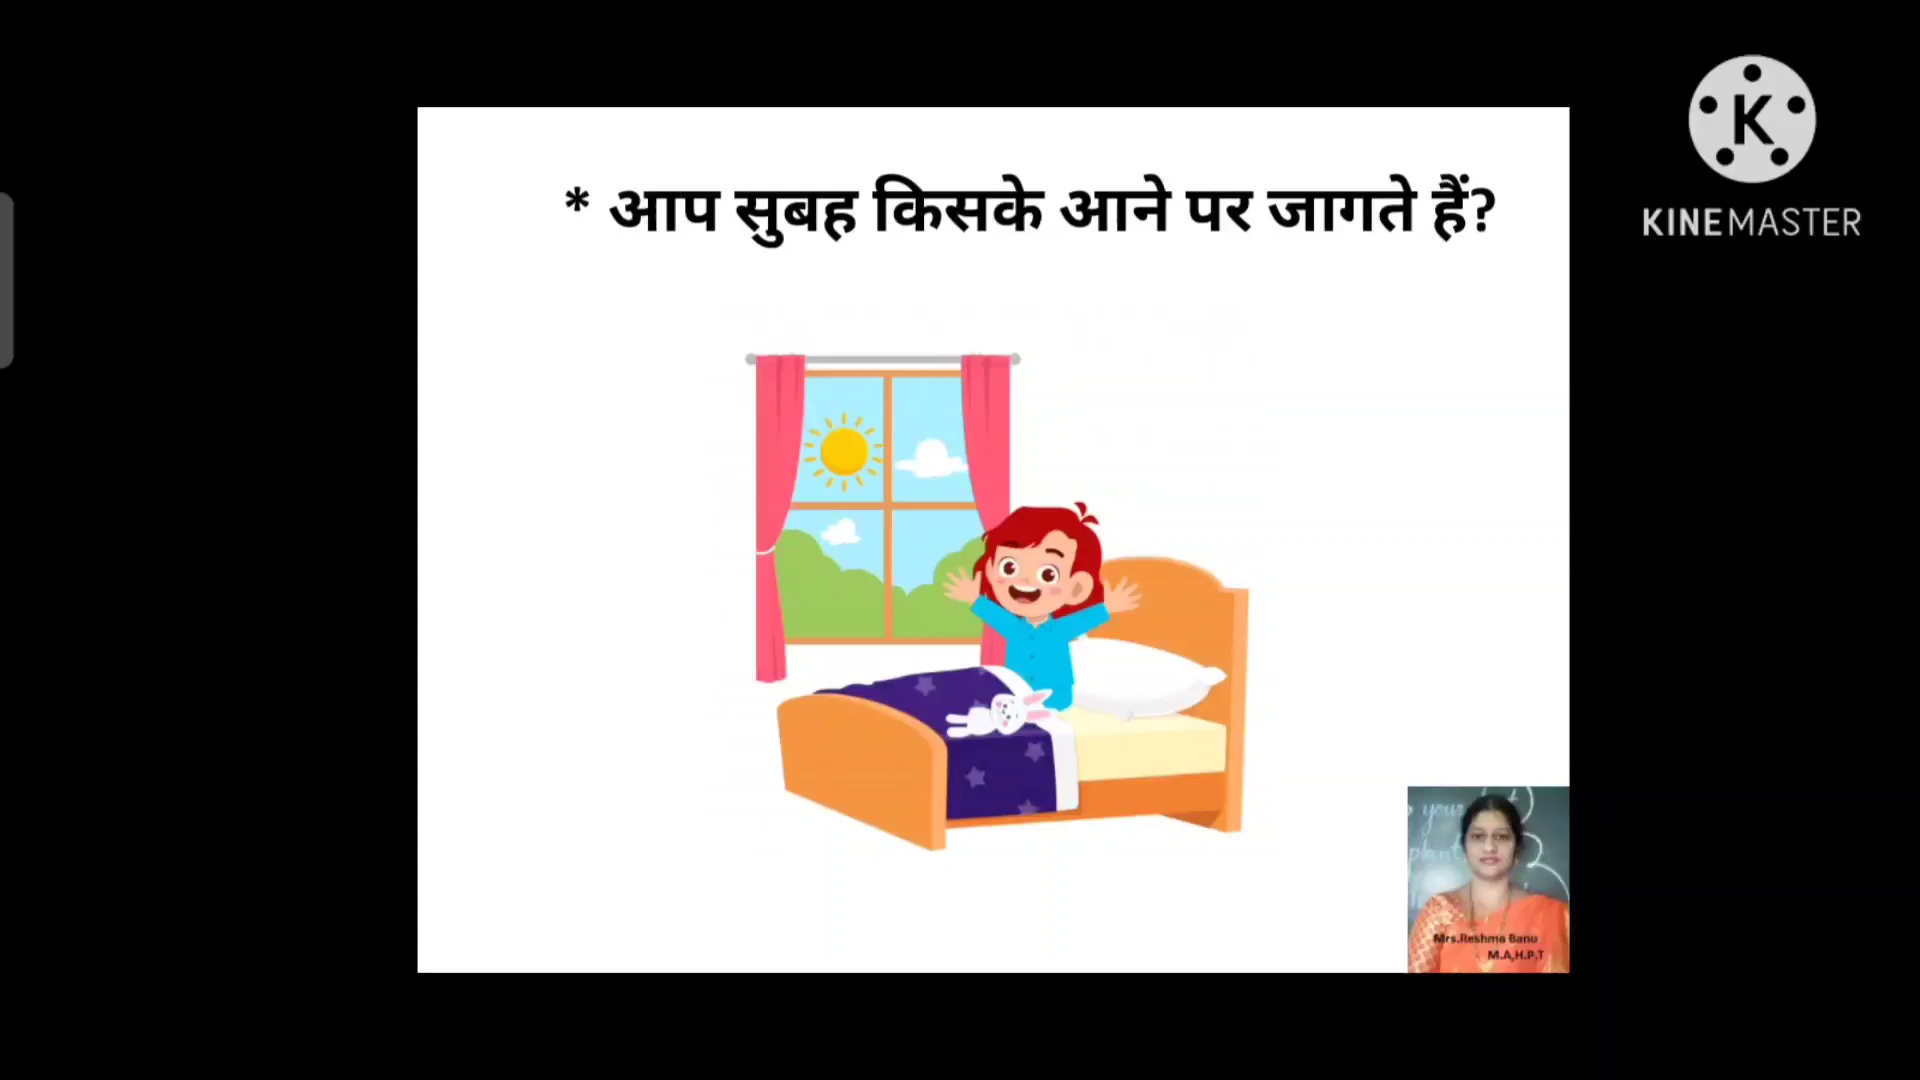 * आप सुबह किसके आने पर जागते हैं?
K
KINEMASTER
Mrs.Reshma Banu
M.A,H.P.T